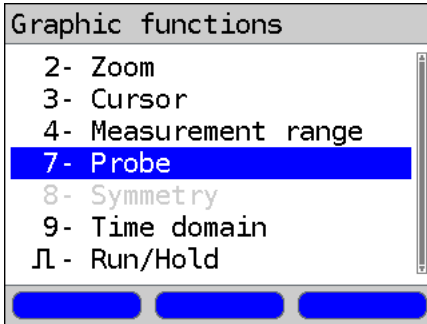 Graphic functions
2- Zoom
3- Cursor
4- Measurement range
7- Probe
8- Symmetry
9- Time domain
⎍- Run/Hold